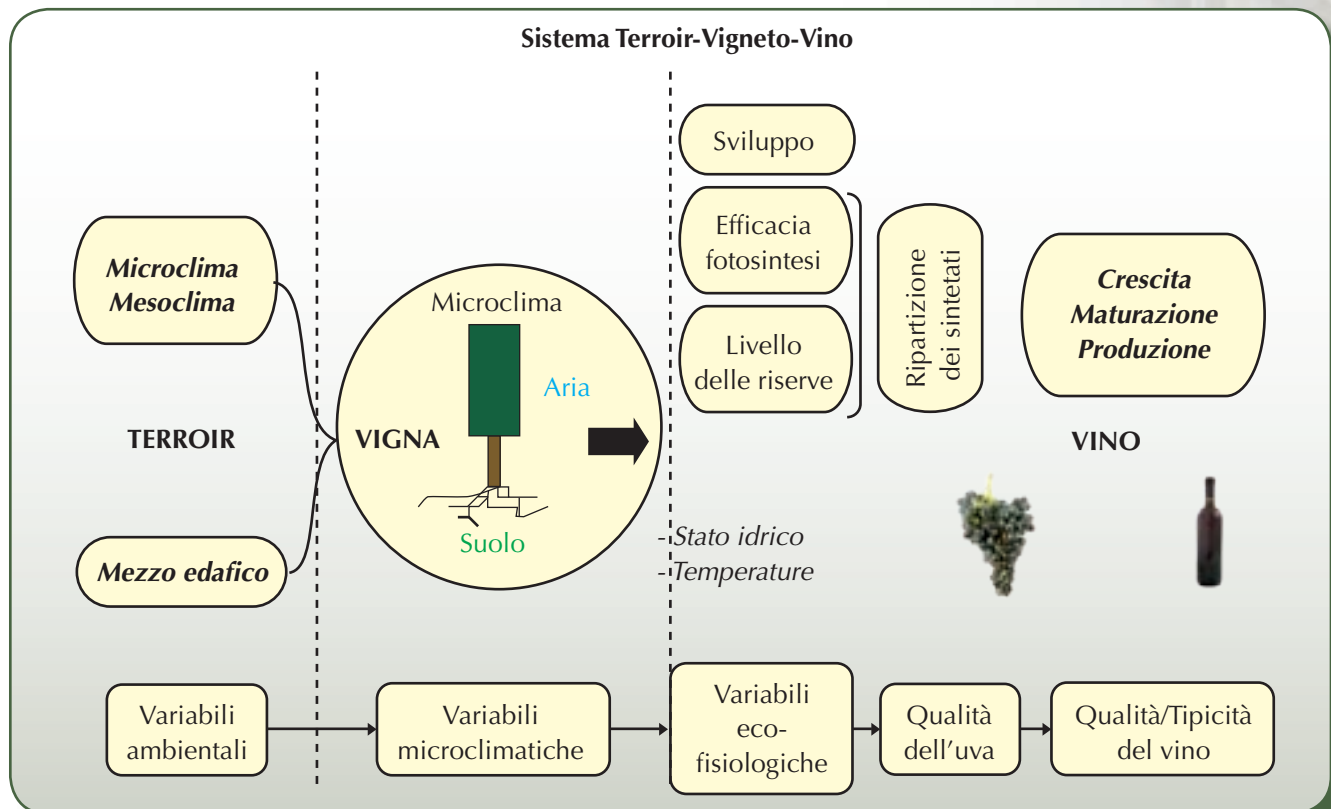 Sistema Terroir-Vigneto-Vino
Microclima
Mesoclima
TERROIR
Mezzo edafico
Microclima
Aria
VIGNA
Suolo
Sviluppo
Efficacia
fotosintesi
Livello
delle riserve
Ripartizione
dei sintetati
- Stato idrico
- Temperature
Crescita
Maturazione
Produzione
VINO
Variabili
ambientali
Variabili
microclimatiche
Variabili
eco-
fisiologiche
Qualità
dell'uva
Qualità/Tipicità
del vino